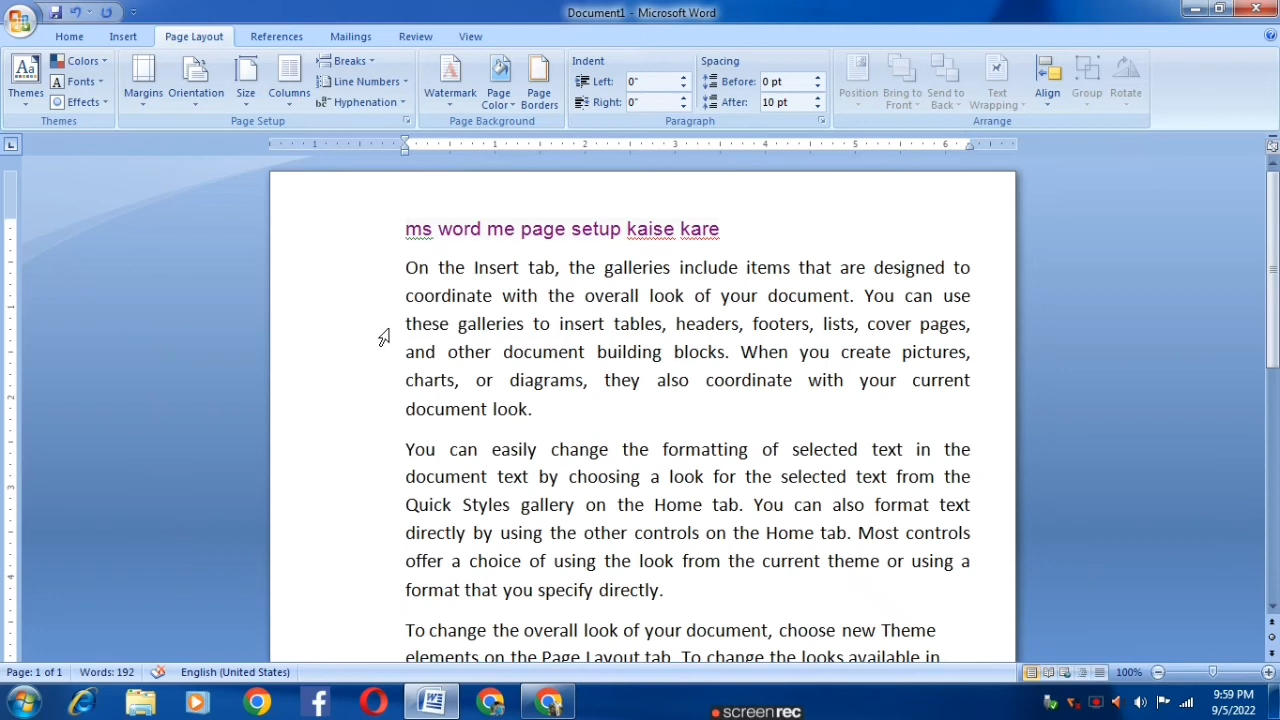 Document1 - Microsoft Word
Home Insert Page Layout References Mailings Review View
Themes Colors Fonts Effects
Margins Orientation Size Columns Breaks Line Numbers Hyphenation
Watermark Page Color Page Borders
Indent Left: 0" Right: 0"
Spacing Before: 0 pt After: 10 pt
Position Bring to Front Send to Back Text Wrapping Align Group Rotate
Themes Page Setup Page Background Paragraph Arrange
1 1 2 3 4 5 6
ms word me page setup kaise kare
On the Insert tab, the galleries include items that are designed to
coordinate with the overall look of your document. You can use
these galleries to insert tables, headers, footers, lists, cover pages,
and other document building blocks. When you create pictures,
charts, or diagrams, they also coordinate with your current
document look.
You can easily change the formatting of selected text in the
document text by choosing a look for the selected text from the
Quick Styles gallery on the Home tab. You can also format text
directly by using the other controls on the Home tab. Most controls
offer a choice of using the look from the current theme or using a
format that you specify directly.
To change the overall look of your document, choose new Theme
elements on the Page Layout tab. To change the looks available in
1
2
3
4
Page: 1 of 1 Words: 192 English (United States) 100%
9:59 PM
9/5/2022
screenrec